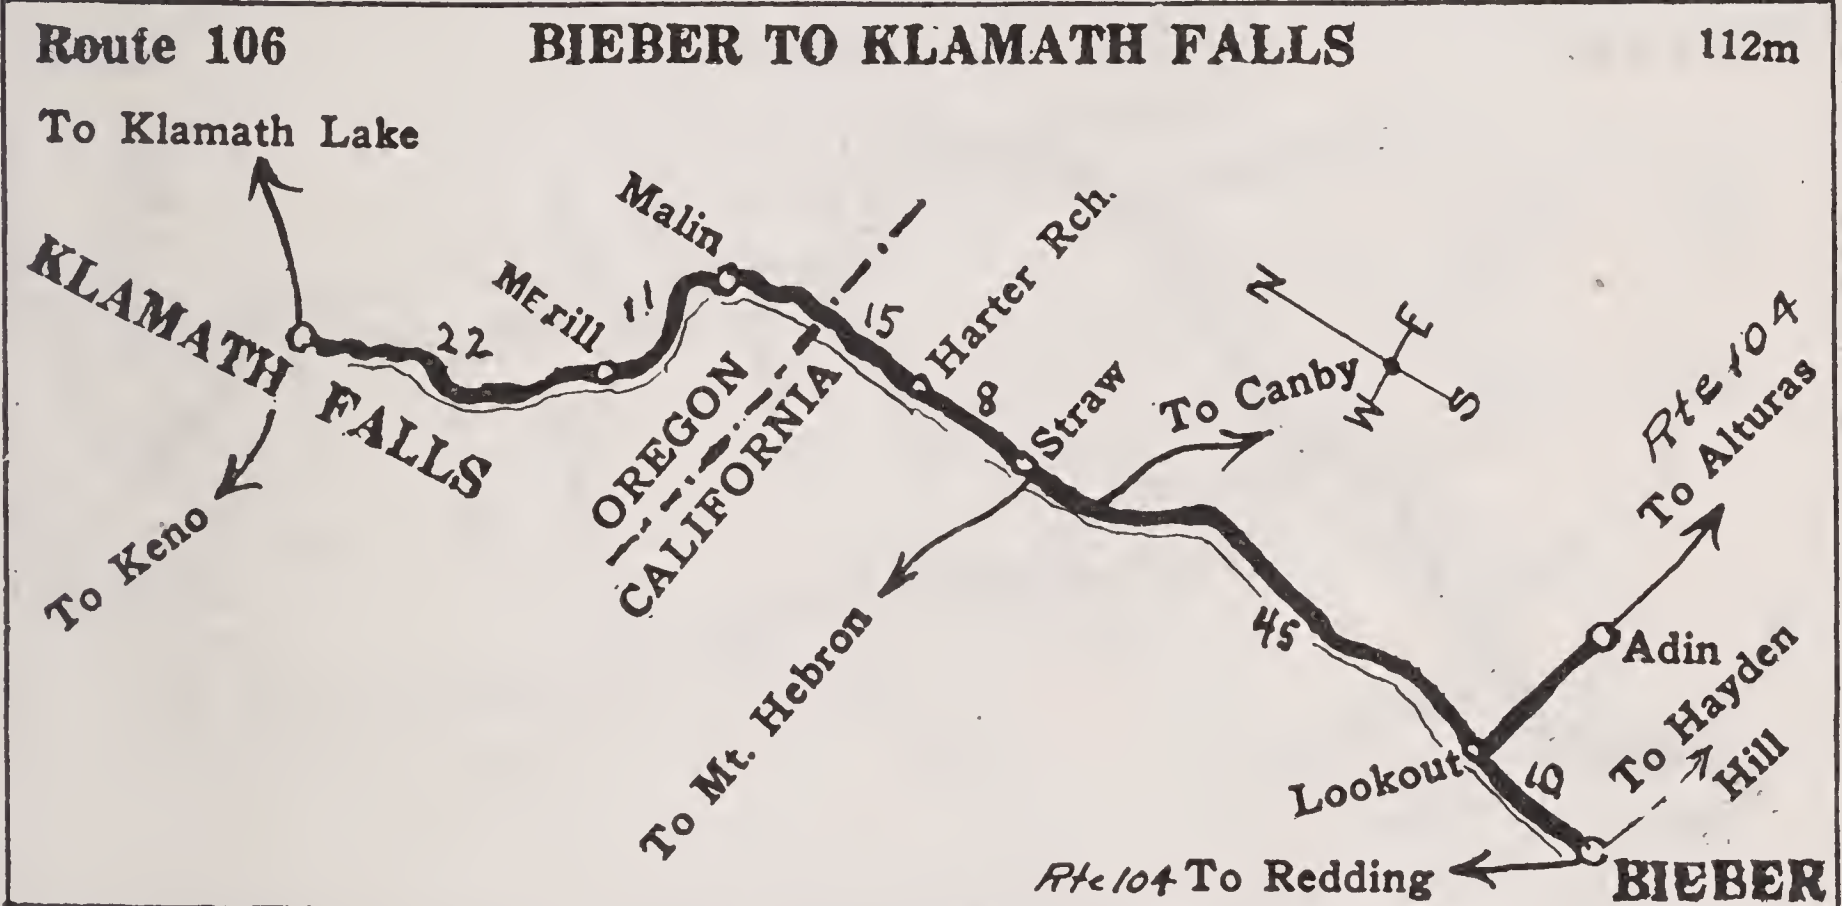 Route 106
BIEBER TO KLAMATH FALLS
112m
To Klamath Lake
KLAMATH FALLS
To Keno
22
MErill
11
Malin
OREGON
CALIFORNIA
15
Harter Rch.
8
Straw
To Canby
N
E
W
S
To Mt. Hebron
45
Rte 104
To Alturas
Adin
Lookout
10
To Hayden
Hill
Rte 104 To Redding
BIEBER